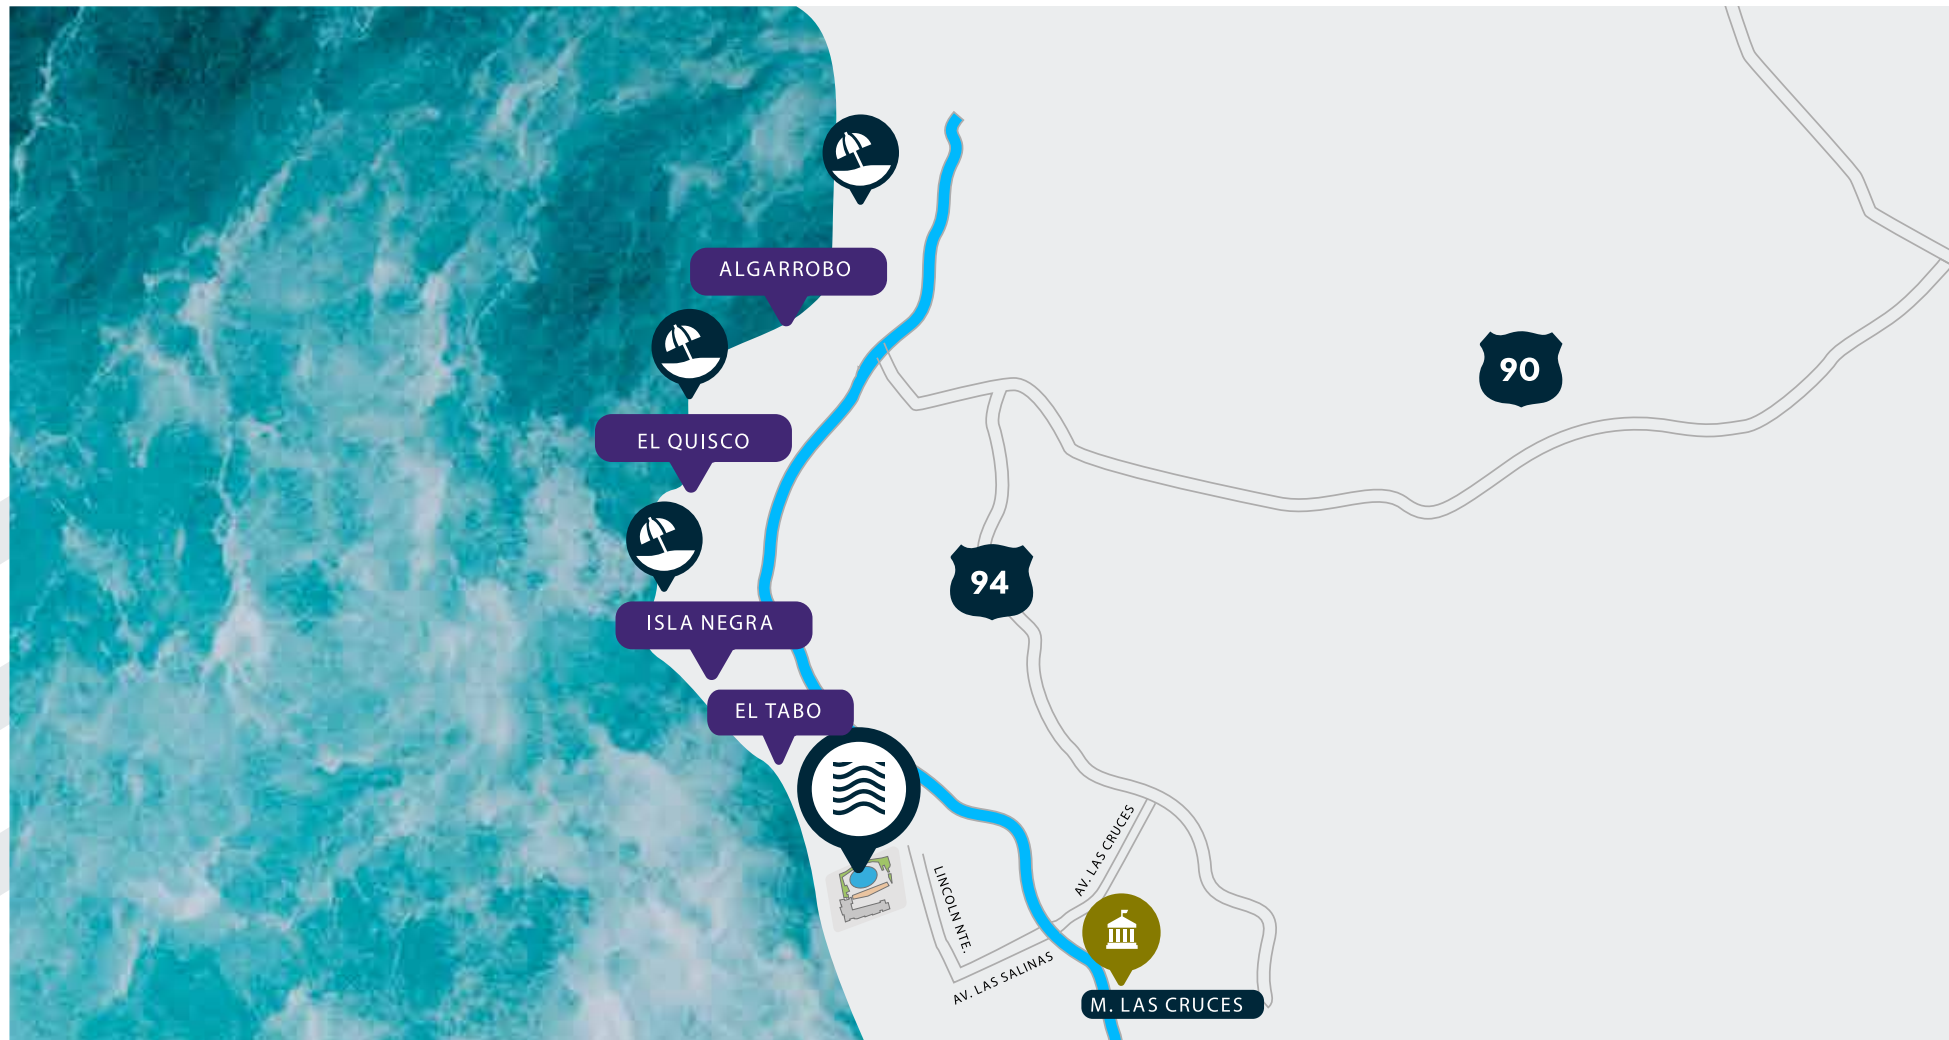 ALGARROBO
90
EL QUISCO
94
ISLA NEGRA
EL TABO
AV. LAS CRUCES
LINCOLN NTE.
AV. LAS SALINAS
M. LAS CRUCES